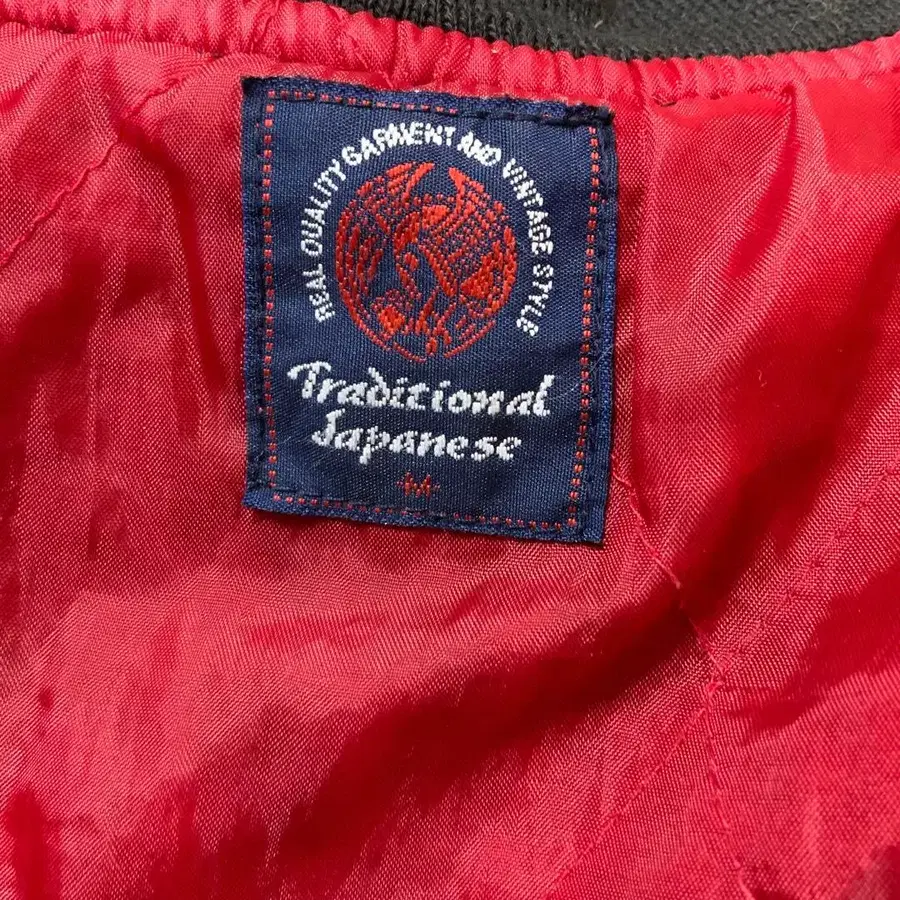 REAL QUALITY GARMENT AND VINTAGE STYLE
Traditional
Japanese
-M-